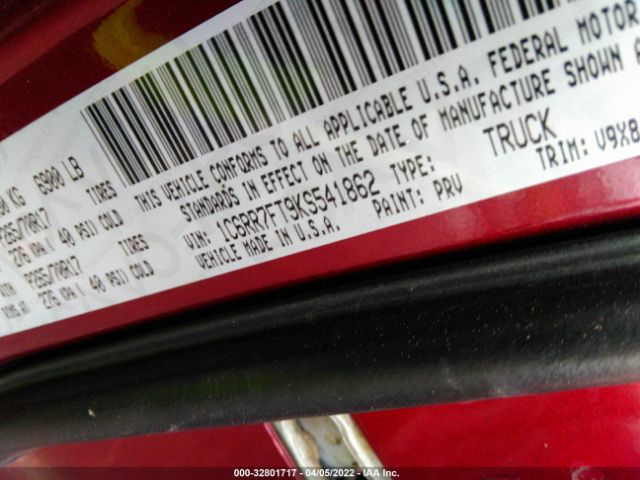 6900 LB
KG
P265/70R17 TIRES
276 KPA ( 40 PSI) COLD
P265/70R17 TIRES
276 KPA ( 40 PSI) COLD
THIS VEHICLE CONFORMS TO ALL APPLICABLE U.S.A. FEDERAL MOTOR
STANDARDS IN EFFECT ON THE DATE OF MANUFACTURE SHOWN
VIN: 1C6RR7FT9KS541862 TYPE: TRUCK
VEHICLE MADE IN U.S.A. PAINT: PRV TRIM: V9X8
000-32801717 - 04/05/2022 - IAA Inc.